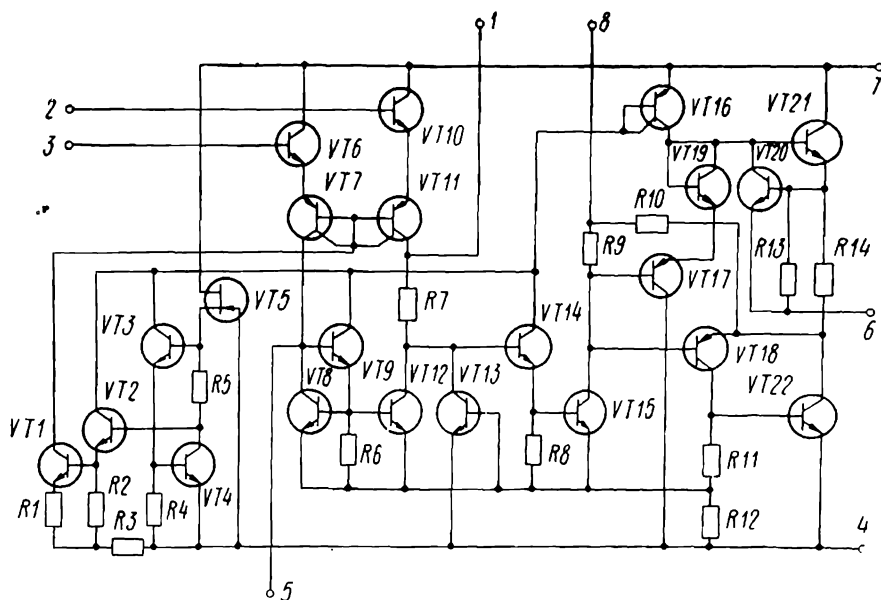 1 8
7
2 VT10 VT16 VT21
3 VT6 VT19 VT20
VT7 VT11 R10
R9 R13 R14
VT17
VT5 R7 VT14 6
VT3 VT18
R5 VT8 VT9 VT12 VT13 VT22
VT2 VT15
VT1
R1 R2 R4 VT4 R6 R8 R11
R3 R12
4
5